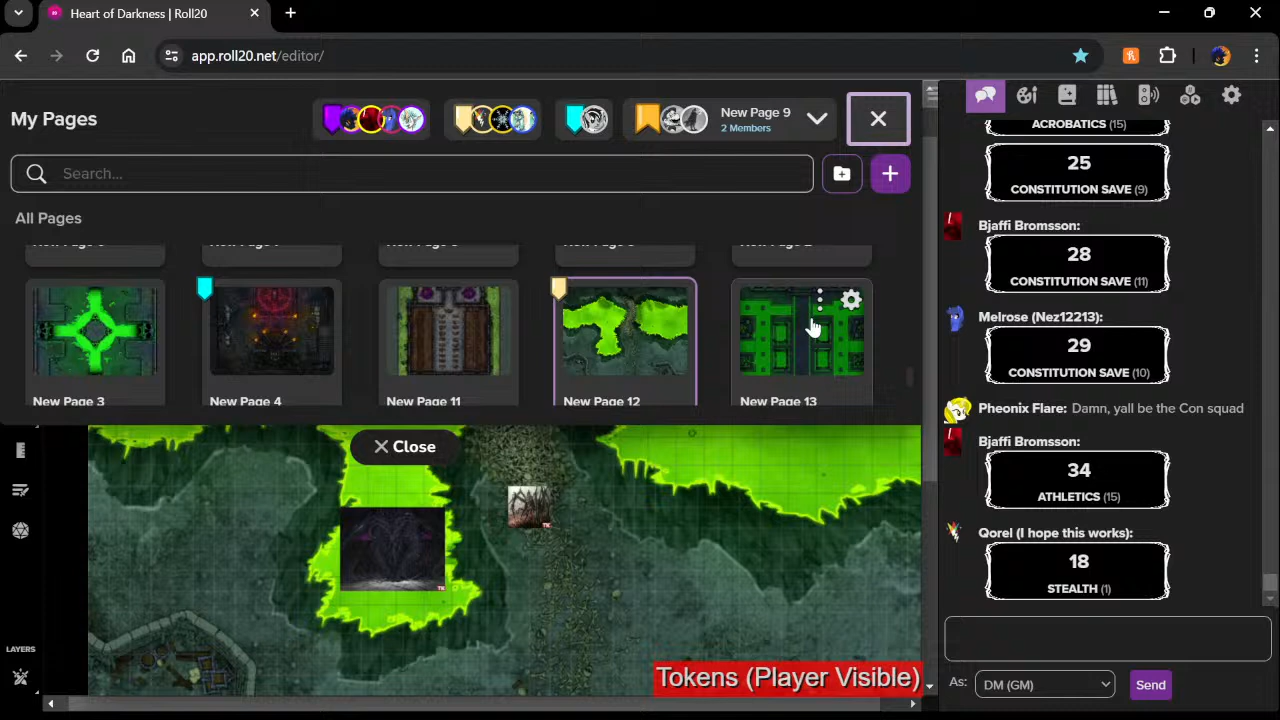 Heart of Darkness | Roll20
app.roll20.net/editor/
My Pages
New Page 9
2 Members
Search...
All Pages
New Page 3
New Page 4
New Page 11
New Page 12
New Page 13
Close
LAYERS
Tokens (Player Visible)
ACROBATICS (15)
25
CONSTITUTION SAVE (9)
Bjaffi Bromsson:
28
CONSTITUTION SAVE (11)
Melrose (Nez12213):
29
CONSTITUTION SAVE (10)
Pheonix Flare: Damn, yall be the Con squad
Bjaffi Bromsson:
34
ATHLETICS (15)
Qorel (I hope this works):
18
STEALTH (1)
As:
DM (GM)
Send